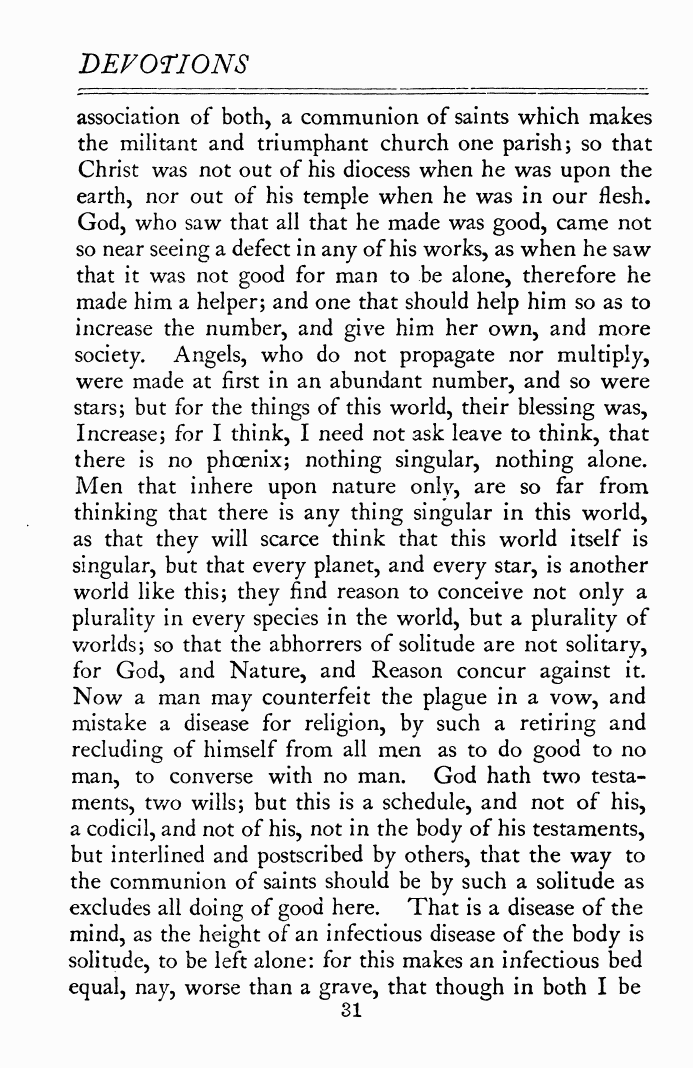 DEVOTIONS
association of both, a communion of saints which makes
the militant and triumphant church one parish; so that
Christ was not out of his diocess when he was upon the
earth, nor out of his temple when he was in our flesh.
God, who saw that all that he made was good, came not
so near seeing a defect in any of his works, as when he saw
that it was not good for man to be alone, therefore he
made him a helper; and one that should help him so as to
increase the number, and give him her own, and more
society. Angels, who do not propagate nor multiply,
were made at first in an abundant number, and so were
stars; but for the things of this world, their blessing was,
Increase; for I think, I need not ask leave to think, that
there is no phœnix; nothing singular, nothing alone.
Men that inhere upon nature only, are so far from
thinking that there is any thing singular in this world,
as that they will scarce think that this world itself is
singular, but that every planet, and every star, is another
world like this; they find reason to conceive not only a
plurality in every species in the world, but a plurality of
worlds; so that the abhorrers of solitude are not solitary,
for God, and Nature, and Reason concur against it.
Now a man may counterfeit the plague in a vow, and
mistake a disease for religion, by such a retiring and
recluding of himself from all men as to do good to no
man, to converse with no man. God hath two testa-
ments, two wills; but this is a schedule, and not of his,
a codicil, and not of his, not in the body of his testaments,
but interlined and postscribed by others, that the way to
the communion of saints should be by such a solitude as
excludes all doing of good here. That is a disease of the
mind, as the height of an infectious disease of the body is
solitude, to be left alone: for this makes an infectious bed
equal, nay, worse than a grave, that though in both I be
31